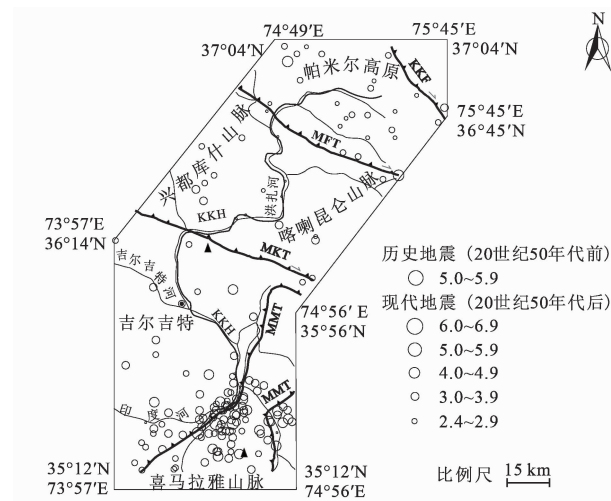 74°49′E
37°04′N
75°45′E
37°04′N
N
帕米尔高原
KKF
75°45′E
36°45′N
MFT
兴都库什山脉
洪扎河
喀喇昆仑山脉
KKH
73°57′E
36°14′N
MKT
吉尔吉特河
吉尔吉特
KKH
MMT
74°56′E
35°56′N
MMT
印度河
35°12′N
73°57′E
喜马拉雅山脉
35°12′N
74°56′E
历史地震（20世纪50年代前）
5.0~5.9
现代地震（20世纪50年代后）
6.0~6.9
5.0~5.9
4.0~4.9
3.0~3.9
2.4~2.9
比例尺 15 km